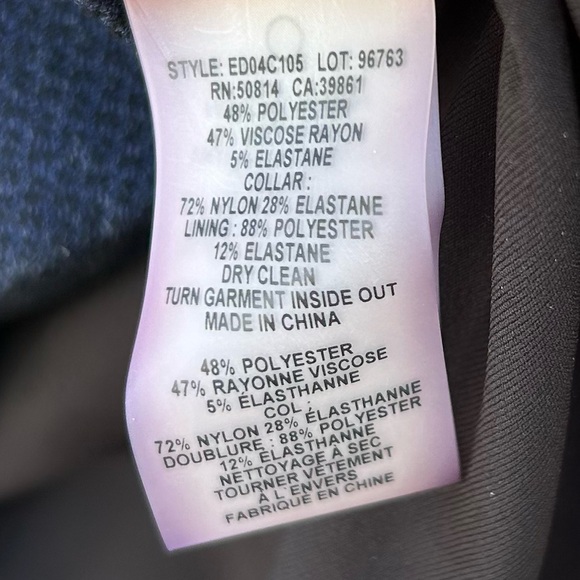 STYLE: ED04C105 LOT: 96763
RN:50814 CA:39861
48% POLYESTER
47% VISCOSE RAYON
5% ELASTANE
COLLAR :
72% NYLON 28% ELASTANE
LINING : 88% POLYESTER
12% ELASTANE
DRY CLEAN
TURN GARMENT INSIDE OUT
MADE IN CHINA
48% POLYESTER
47% RAYONNE VISCOSE
5% ÉLASTHANNE
COL :
72% NYLON 28% ÉLASTHANNE
DOUBLURE : 88% POLYESTER
12% ÉLASTHANNE
NETTOYAGE À SEC
TOURNER VÊTEMENT
À L'ENVERS
FABRIQUÉ EN CHINE